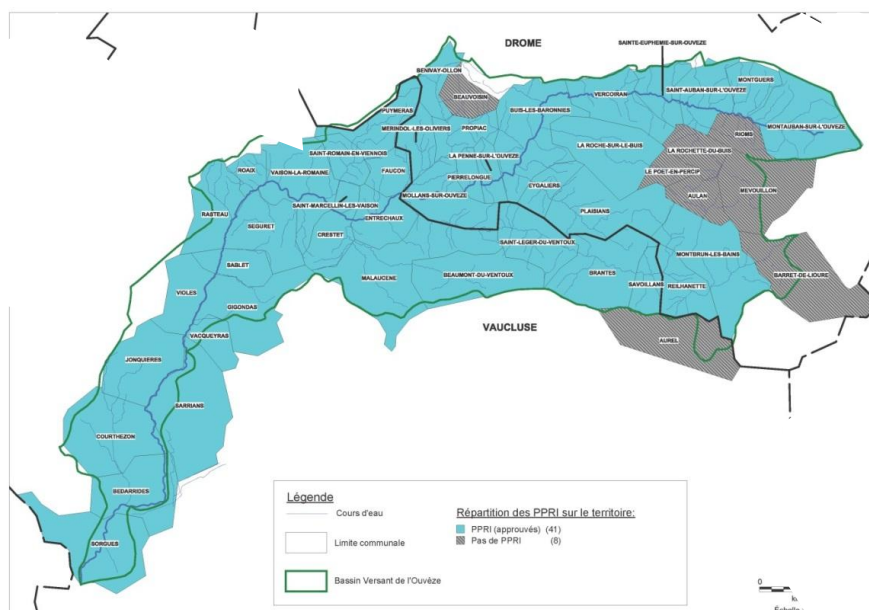 DROME
SAINTE-EUPHEMIE-SUR-OUVEZE
BENIVAY-OLLON
MONTGUERS
BEAUVOISIN
VERCOIRAN
SAINT-AUBAN-SUR-L'OUVEZE
PUYMERAS
BUIS-LES-BARONNIES
MERINDOL-LES-OLIVIERS
PROPIAC
MONTAUBAN-SUR-L'OUVEZE
RIOMS
LA ROCHE-SUR-LE-BUIS
LA ROCHETTE-DU-BUIS
SAINT-ROMAIN-EN-VIENNOIS
LA PENNE-SUR-L'OUVEZE
ROAIX
VAISON-LA-ROMAINE
FAUCON
PIERRELONGUE
LE POET-EN-PERCIP
EYGALIERS
MEVOUILLON
MOLLANS-SUR-OUVEZE
AULAN
SAINT-MARCELLIN-LES-VAISON
RASTEAU
ENTRECHAUX
PLAISIANS
SEGURET
CRESTET
SAINT-LEGER-DU-VENTOUX
MONTBRUN-LES-BAINS
SABLET
MALAUCENE
BEAUMONT-DU-VENTOUX
BRANTES
BARRET-DE-LIOURE
SAVOILLANS
REILHANETTE
VIOLES
GIGONDAS
VAUCLUSE
VACQUEYRAS
AUREL
JONQUIERES
SARRIANS
COURTHEZON
BEDARRIDES
SORGUES
Légende
Cours d'eau
Limite communale
Bassin Versant de l'Ouvèze
Répartition des PPRI sur le territoire:
PPRI (approuvés) (41)
Pas de PPRI (8)
0
Échelle :